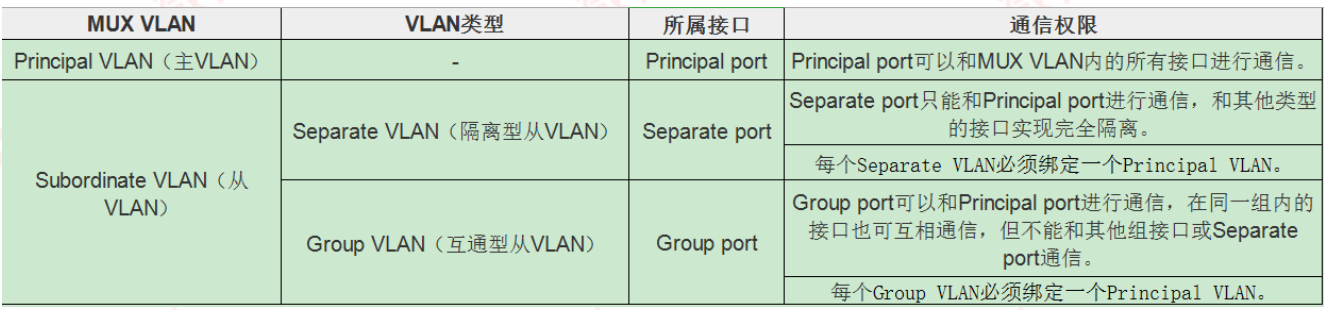 MUX VLAN VLAN类型 所属接口 通信权限
Principal VLAN（主VLAN） - Principal port Principal port可以和MUX VLAN内的所有接口进行通信。
Subordinate VLAN（从
VLAN）
Separate VLAN（隔离型从VLAN） Separate port
Separate port只能和Principal port进行通信，和其他类型
的接口实现完全隔离。
每个Separate VLAN必须绑定一个Principal VLAN。
Group VLAN（互通型从VLAN） Group port
Group port可以和Principal port进行通信，在同一组内的
接口也可互相通信，但不能和其他组接口或Separate
port通信。
每个Group VLAN必须绑定一个Principal VLAN。